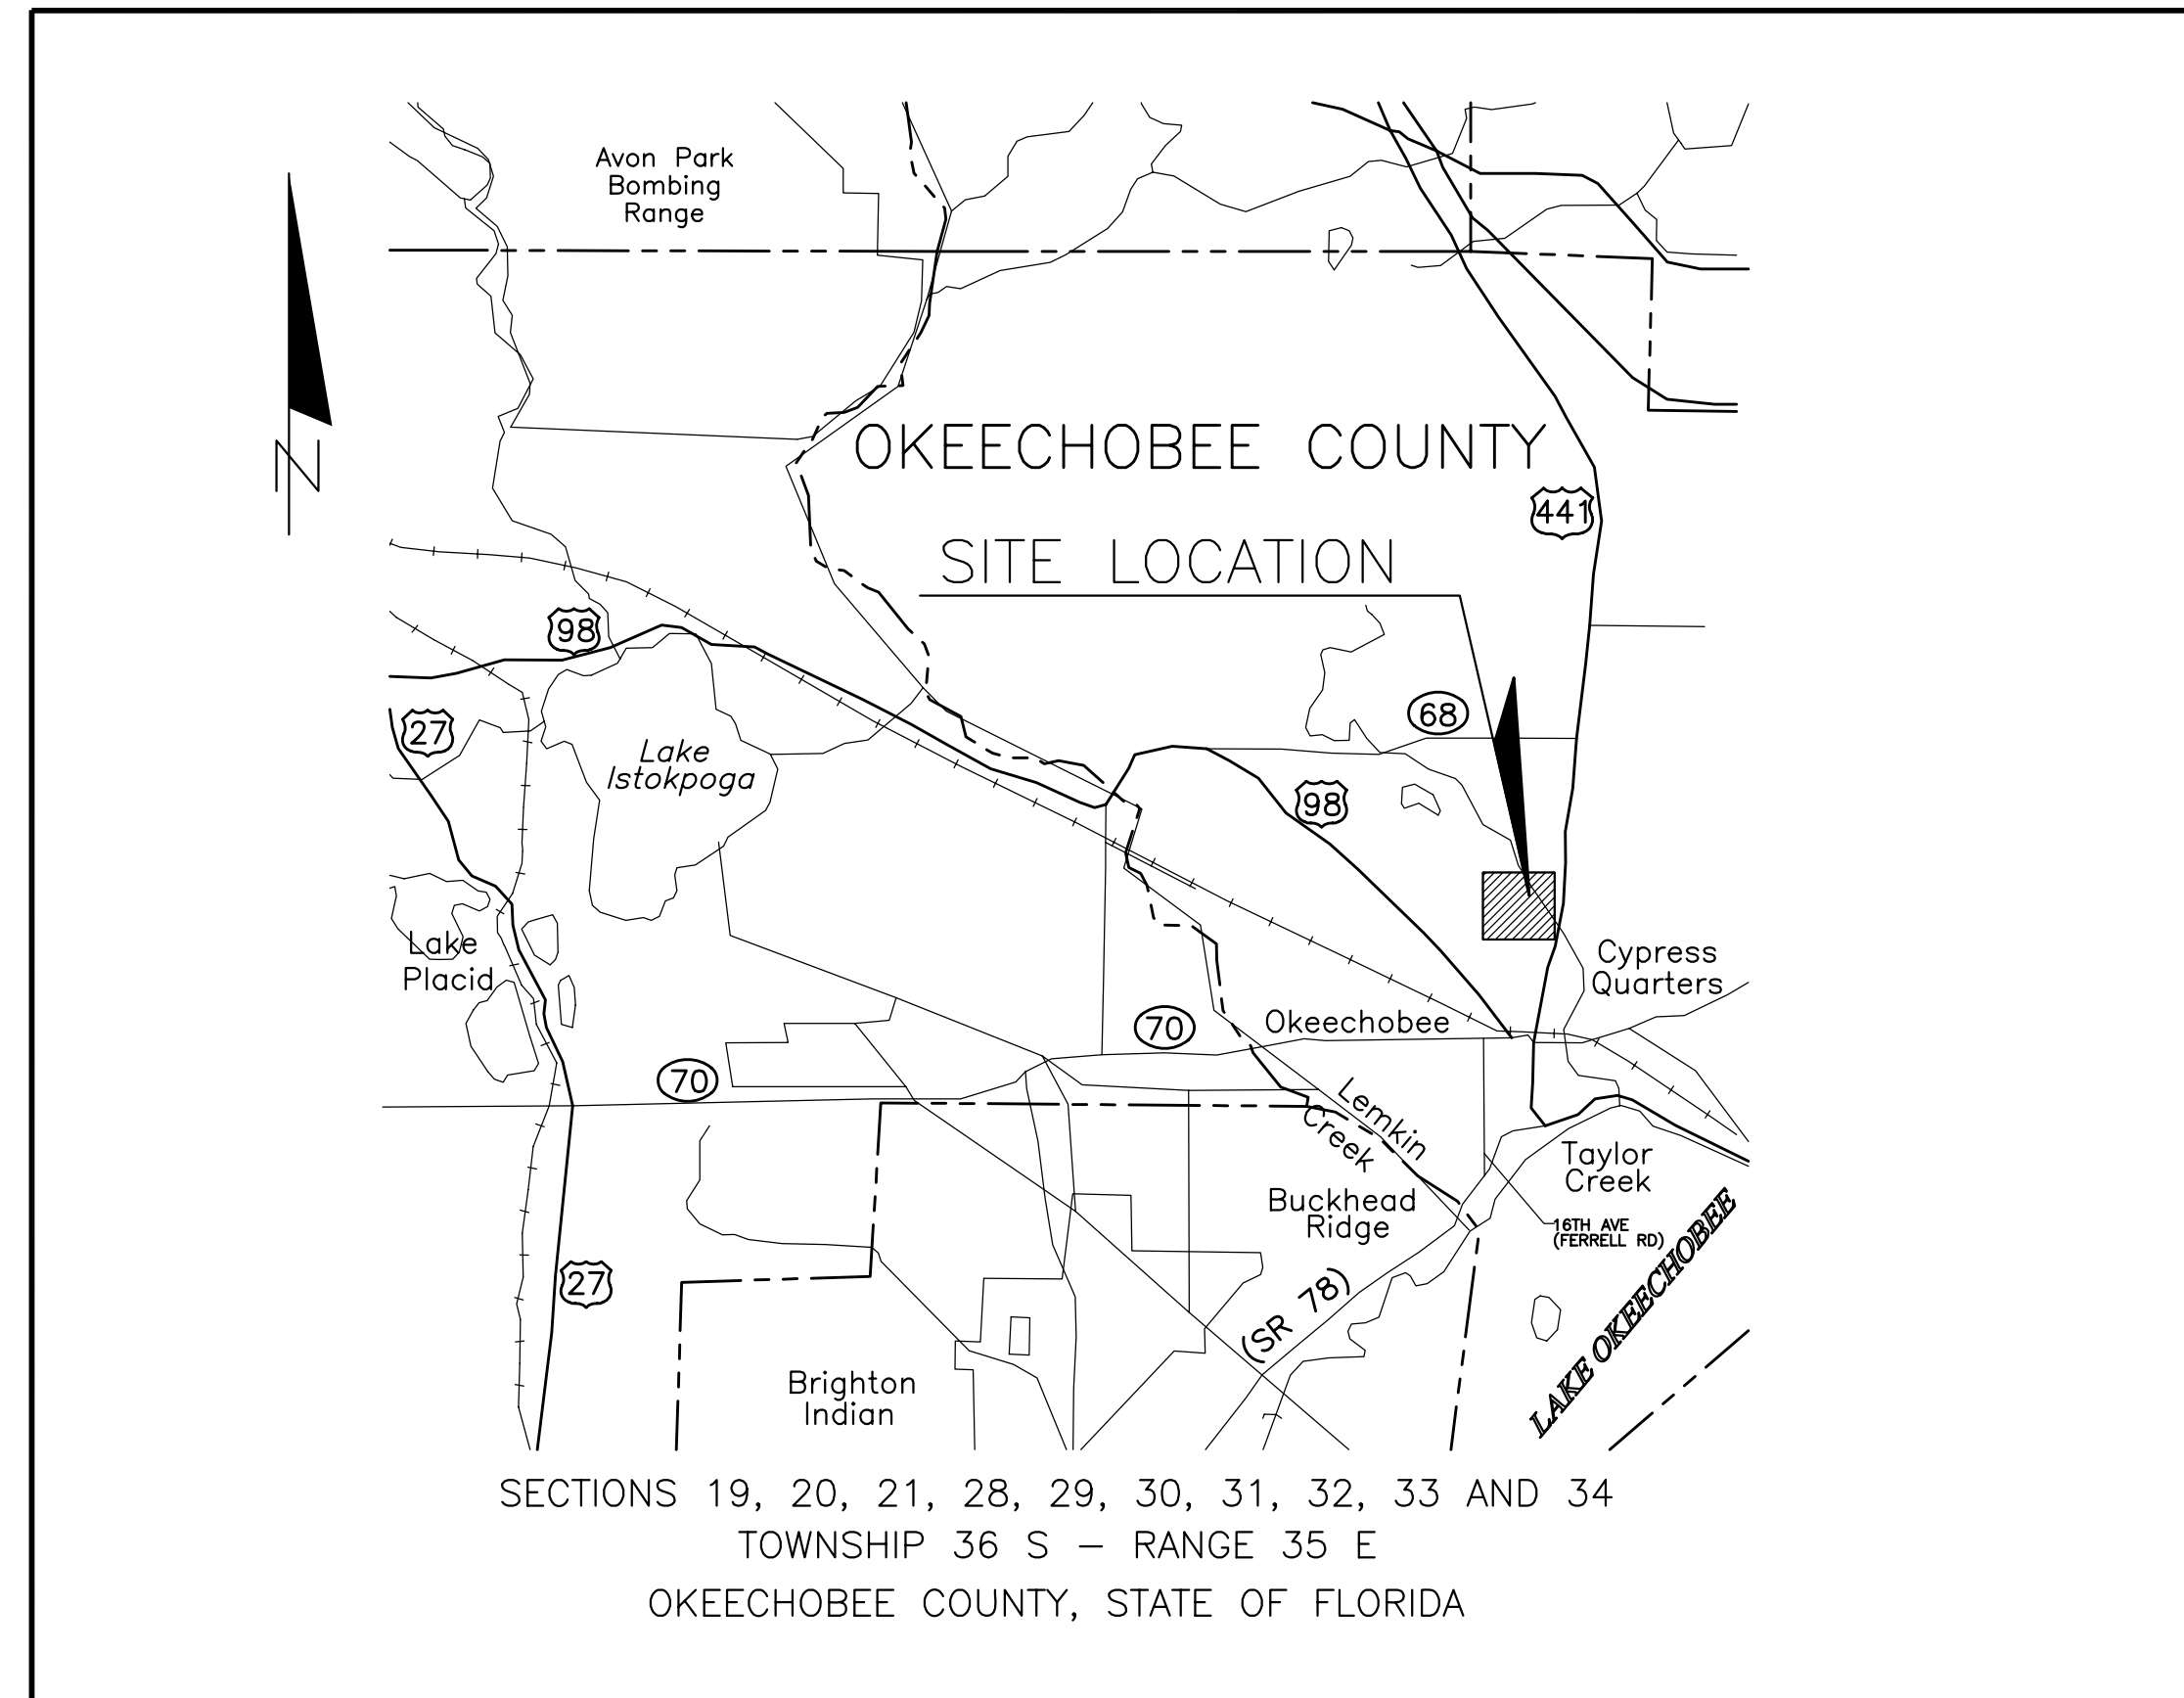 Avon Park
Bombing
Range
N
OKEECHOBEE COUNTY
441
SITE LOCATION
98
27
68
Lake
Istokpoga
98
Lake
Placid
Cypress
Quarters
70
Okeechobee
70
Lemkin
Creek
Taylor
Creek
Buckhead
Ridge
16TH AVE
(FERRELL RD)
27
(SR 78)
LAKE OKEECHOBEE
Brighton
Indian
SECTIONS 19, 20, 21, 28, 29, 30, 31, 32, 33 AND 34
TOWNSHIP 36 S – RANGE 35 E
OKEECHOBEE COUNTY, STATE OF FLORIDA